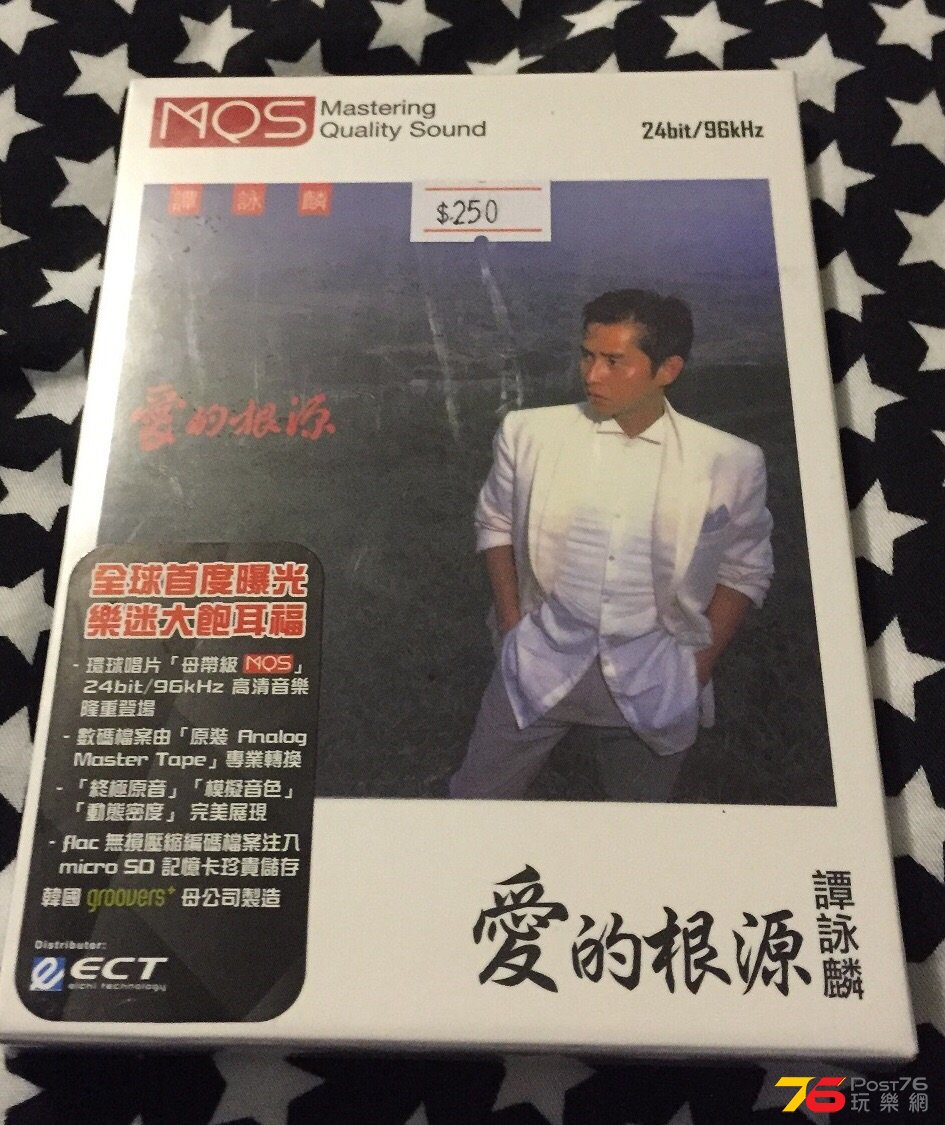 MQS
Mastering
Quality Sound
24bit/96kHz
譚 詠 麟
$250
愛的根源
全球首度曝光
樂迷大飽耳福
- 環球唱片「母帶級 MQS」
24bit/96kHz 高清音樂
隆重登場
- 數碼檔案由「原裝 Analog
Master Tape」專業轉換
- 「終極原音」「模擬音色」
「動態密度」 完美展現
- flac 無損壓縮編碼檔案注入
micro SD 記憶卡珍貴儲存
韓國 groovers+ 母公司製造
Distributor:
ECT
eichi technology
愛的根源
譚詠麟
76 Post76
玩樂網